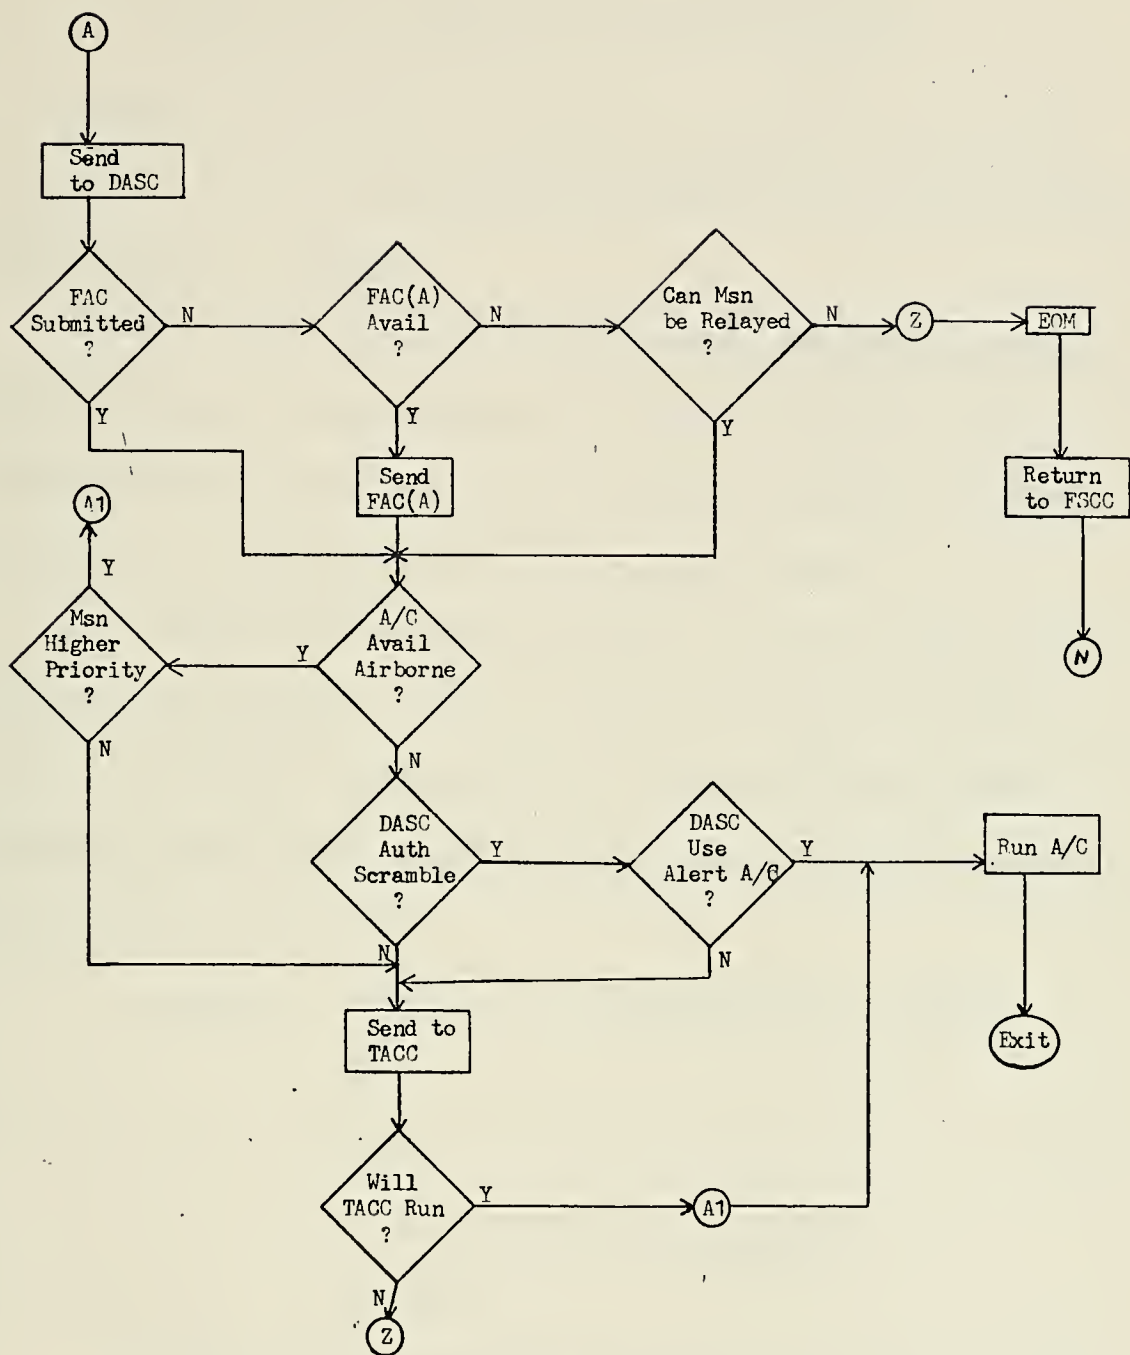 A
Send
to DASC
FAC
Submitted
?
N
Y
FAC(A)
Avail
?
N
Y
Can Msn
be Relayed
?
N
Y
Z
EOM
Send
FAC(A)
Return
to FSCC
N
A1
Y
Msn
Higher
Priority
?
N
A/C
Avail
Airborne
?
Y
N
DASC
Auth
Scramble
?
Y
N
DASC
Use
Alert A/C
?
Y
N
Run A/C
Exit
Send to
TACC
Will
TACC Run
?
Y
A1
N
Z